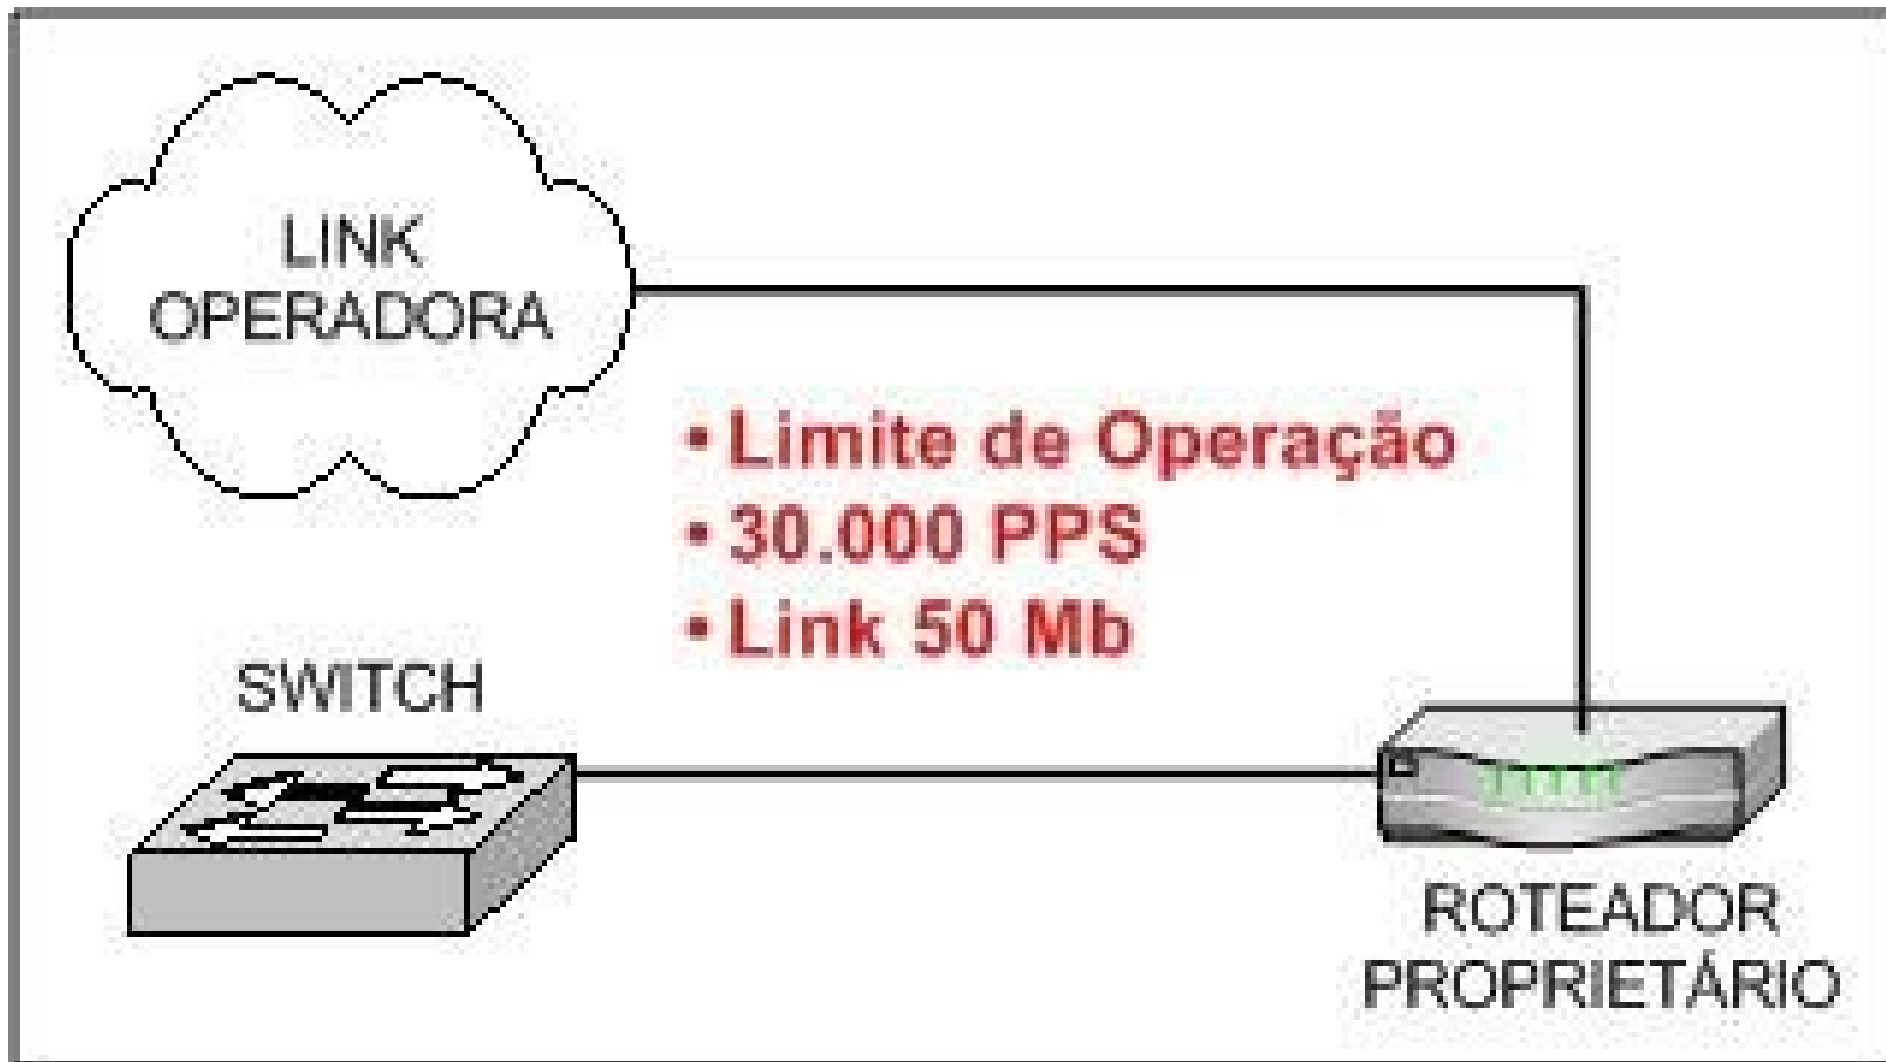 LINK
OPERADORA
• Limite de Operação
• 30.000 PPS
• Link 50 Mb
SWITCH
ROTEADOR
PROPRIETÁRIO